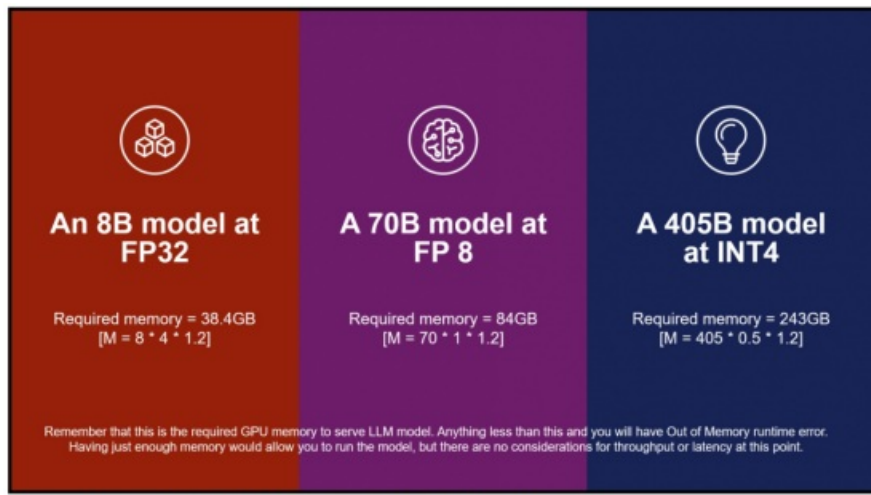 An 8B model at
FP32
Required memory = 38.4GB
[M = 8 * 4 * 1.2]
A 70B model at
FP 8
Required memory = 84GB
[M = 70 * 1 * 1.2]
A 405B model
at INT4
Required memory = 243GB
[M = 405 * 0.5 * 1.2]
Remember that this is the required GPU memory to serve LLM model. Anything less than this and you will have Out of Memory runtime error.
Having just enough memory would allow you to run the model, but there are no considerations for throughput or latency at this point.